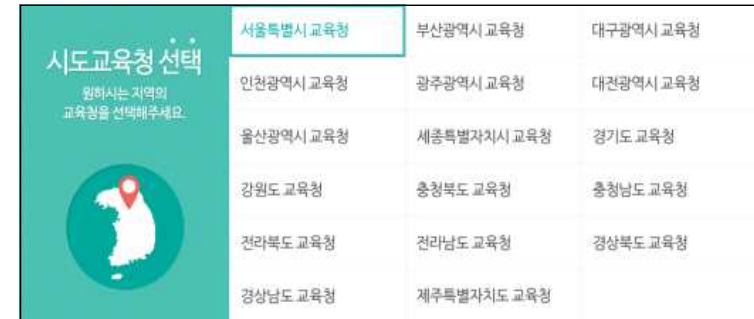 시도교육청 선택
원하시는 지역의
교육청을 선택해주세요.
서울특별시 교육청 부산광역시 교육청 대구광역시 교육청
인천광역시 교육청 광주광역시 교육청 대전광역시 교육청
울산광역시 교육청 세종특별자치시 교육청 경기도 교육청
강원도 교육청 충청북도 교육청 충청남도 교육청
전라북도 교육청 전라남도 교육청 경상북도 교육청
경상남도 교육청 제주특별자치도 교육청